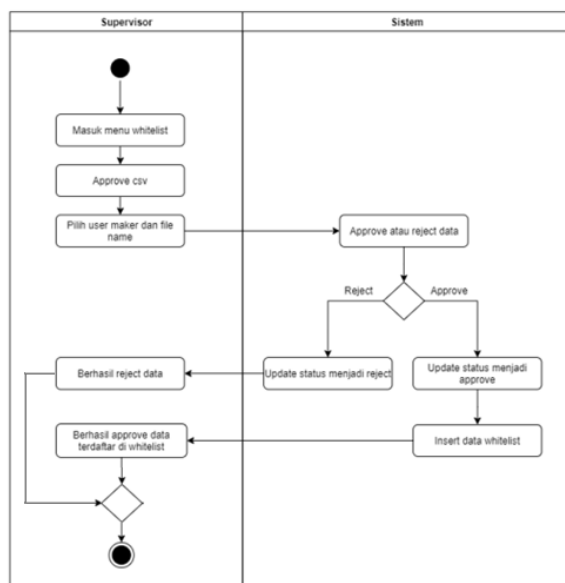 Supervisor
Sistem
Masuk menu whitelist
Approve csv
Pilih user maker dan file
name
Approve atau reject data
Reject
Approve
Berhasil reject data
Update status menjadi reject
Update status menjadi
approve
Berhasil approve data
terdaftar di whitelist
Insert data whitelist